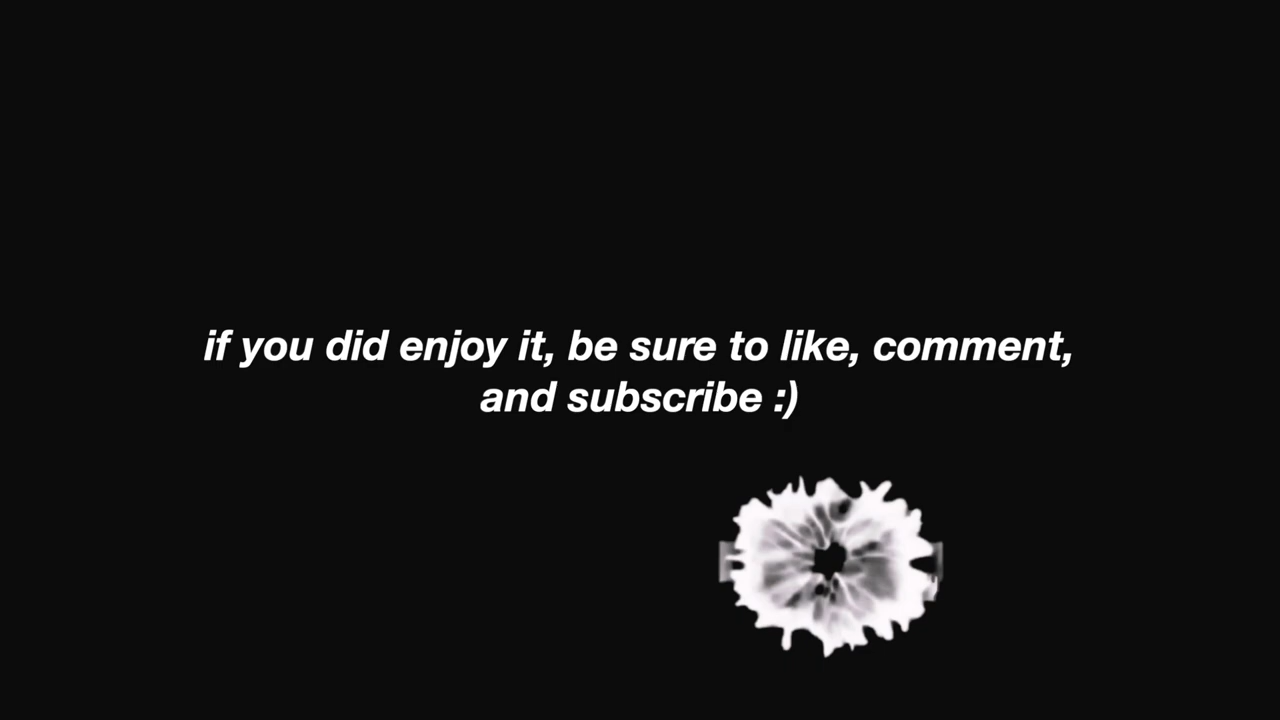 if you did enjoy it, be sure to like, comment,
and subscribe :)